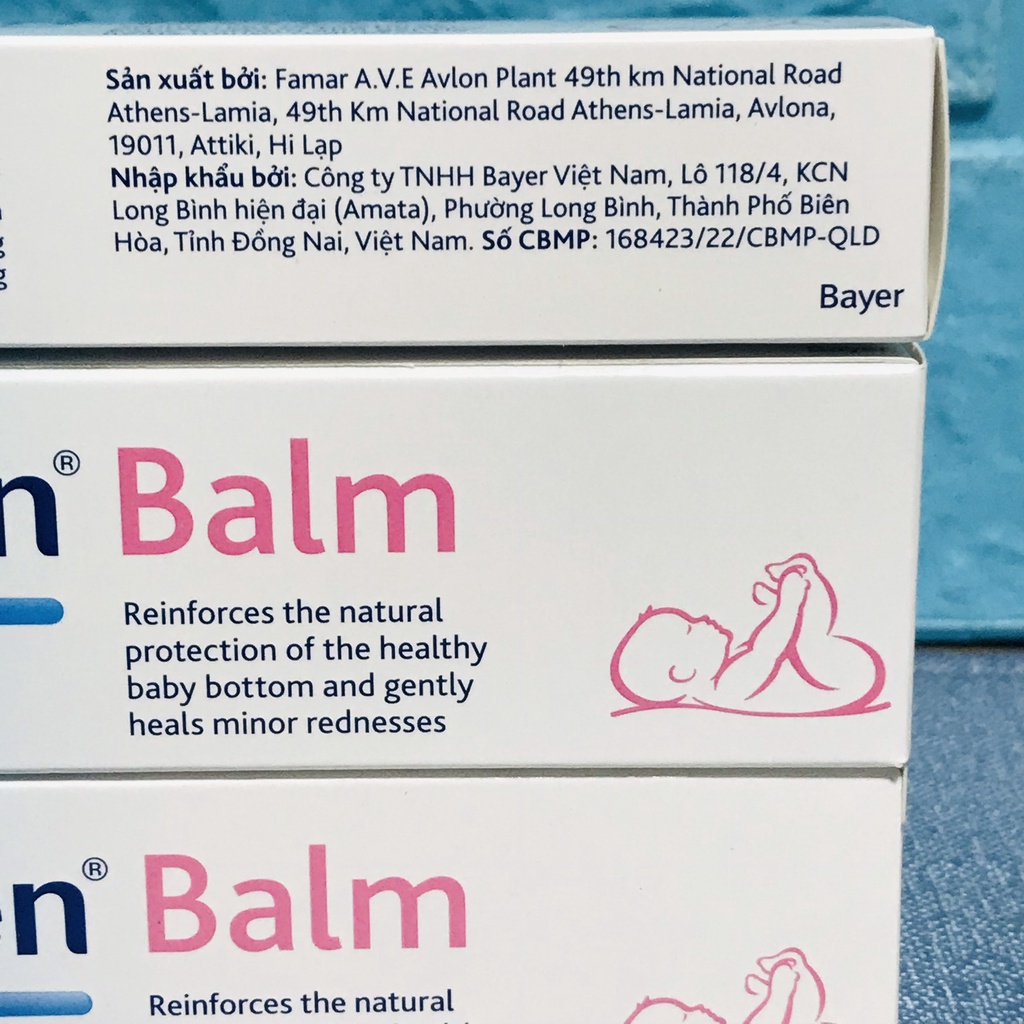 Sản xuất bởi: Famar A.V.E Avlon Plant 49th km National Road
Athens-Lamia, 49th Km National Road Athens-Lamia, Avlona,
19011, Attiki, Hi Lạp
Nhập khẩu bởi: Công ty TNHH Bayer Việt Nam, Lô 118/4, KCN
Long Bình hiện đại (Amata), Phường Long Bình, Thành Phố Biên
Hòa, Tỉnh Đồng Nai, Việt Nam. Số CBMP: 168423/22/CBMP-QLD
Bayer
n® Balm
Reinforces the natural
protection of the healthy
baby bottom and gently
heals minor rednesses
en® Balm
Reinforces the natural